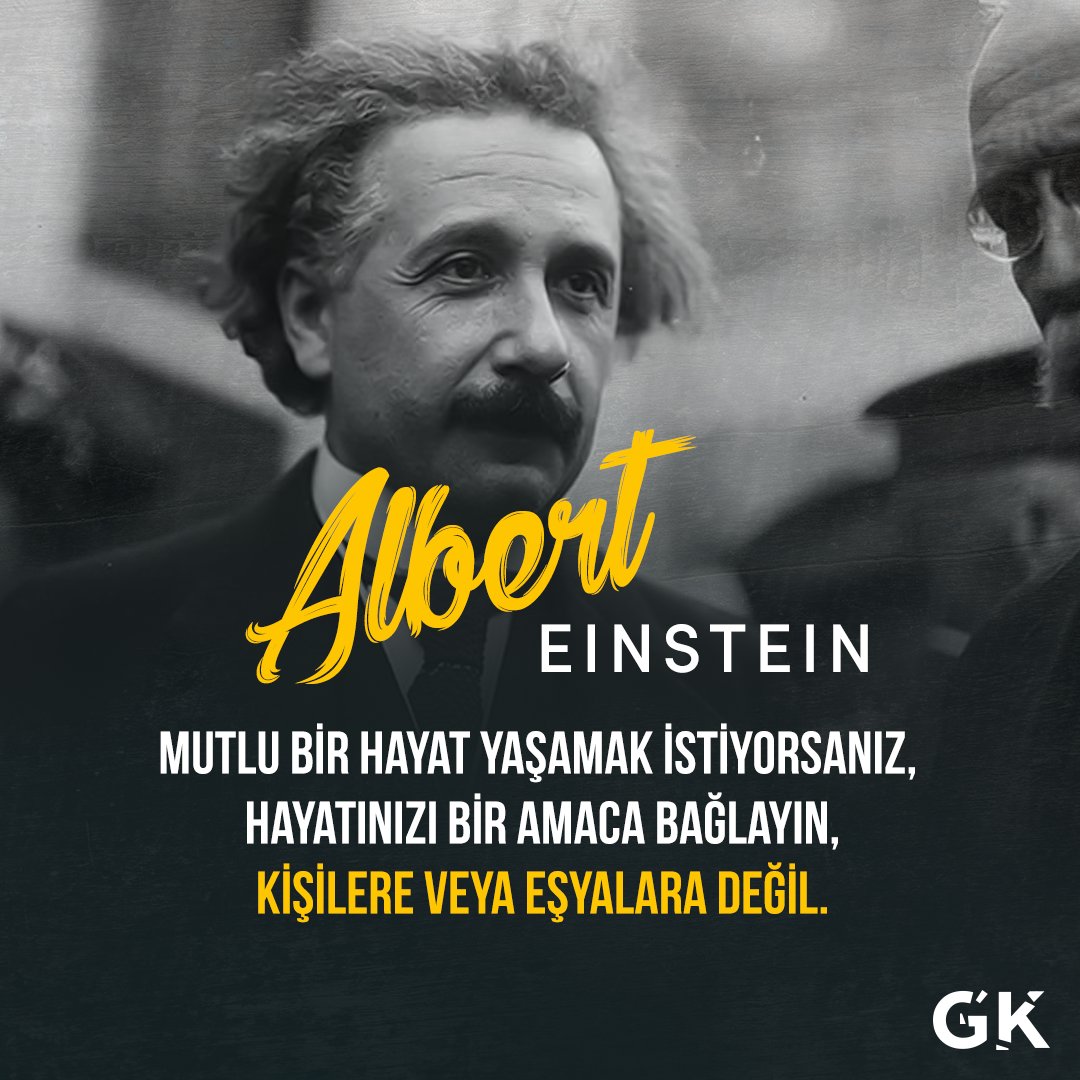 Albert
EINSTEIN
MUTLU BİR HAYAT YAŞAMAK İSTİYORSANIZ,
HAYATINIZI BİR AMACA BAĞLAYIN,
KİŞİLERE VEYA EŞYALARA DEĞİL.
GK